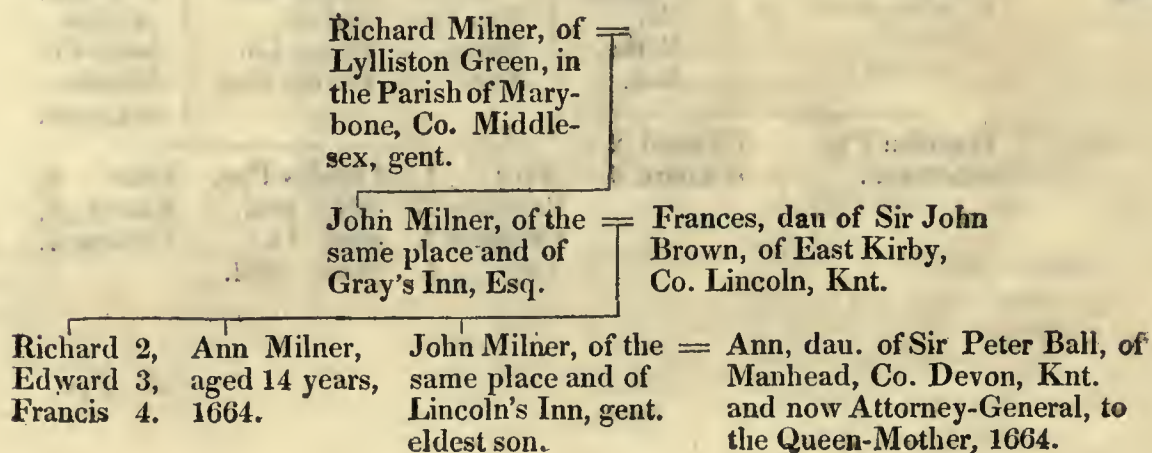 Richard Milner, of =
Lylliston Green, in
the Parish of Mary-
bone, Co. Middle-
sex, gent.
John Milner, of the
same place and of
Gray's Inn, Esq.
=
Frances, dau of Sir John
Brown, of East Kirby,
Co. Lincoln, Knt.
Richard 2,
Edward 3,
Francis 4.
Ann Milner,
aged 14 years,
1664.
John Milner, of the
same place and of
Lincoln's Inn, gent.
eldest son.
=
Ann, dau. of Sir Peter Ball, of
Manhead, Co. Devon, Knt.
and now Attorney-General, to
the Queen-Mother, 1664.